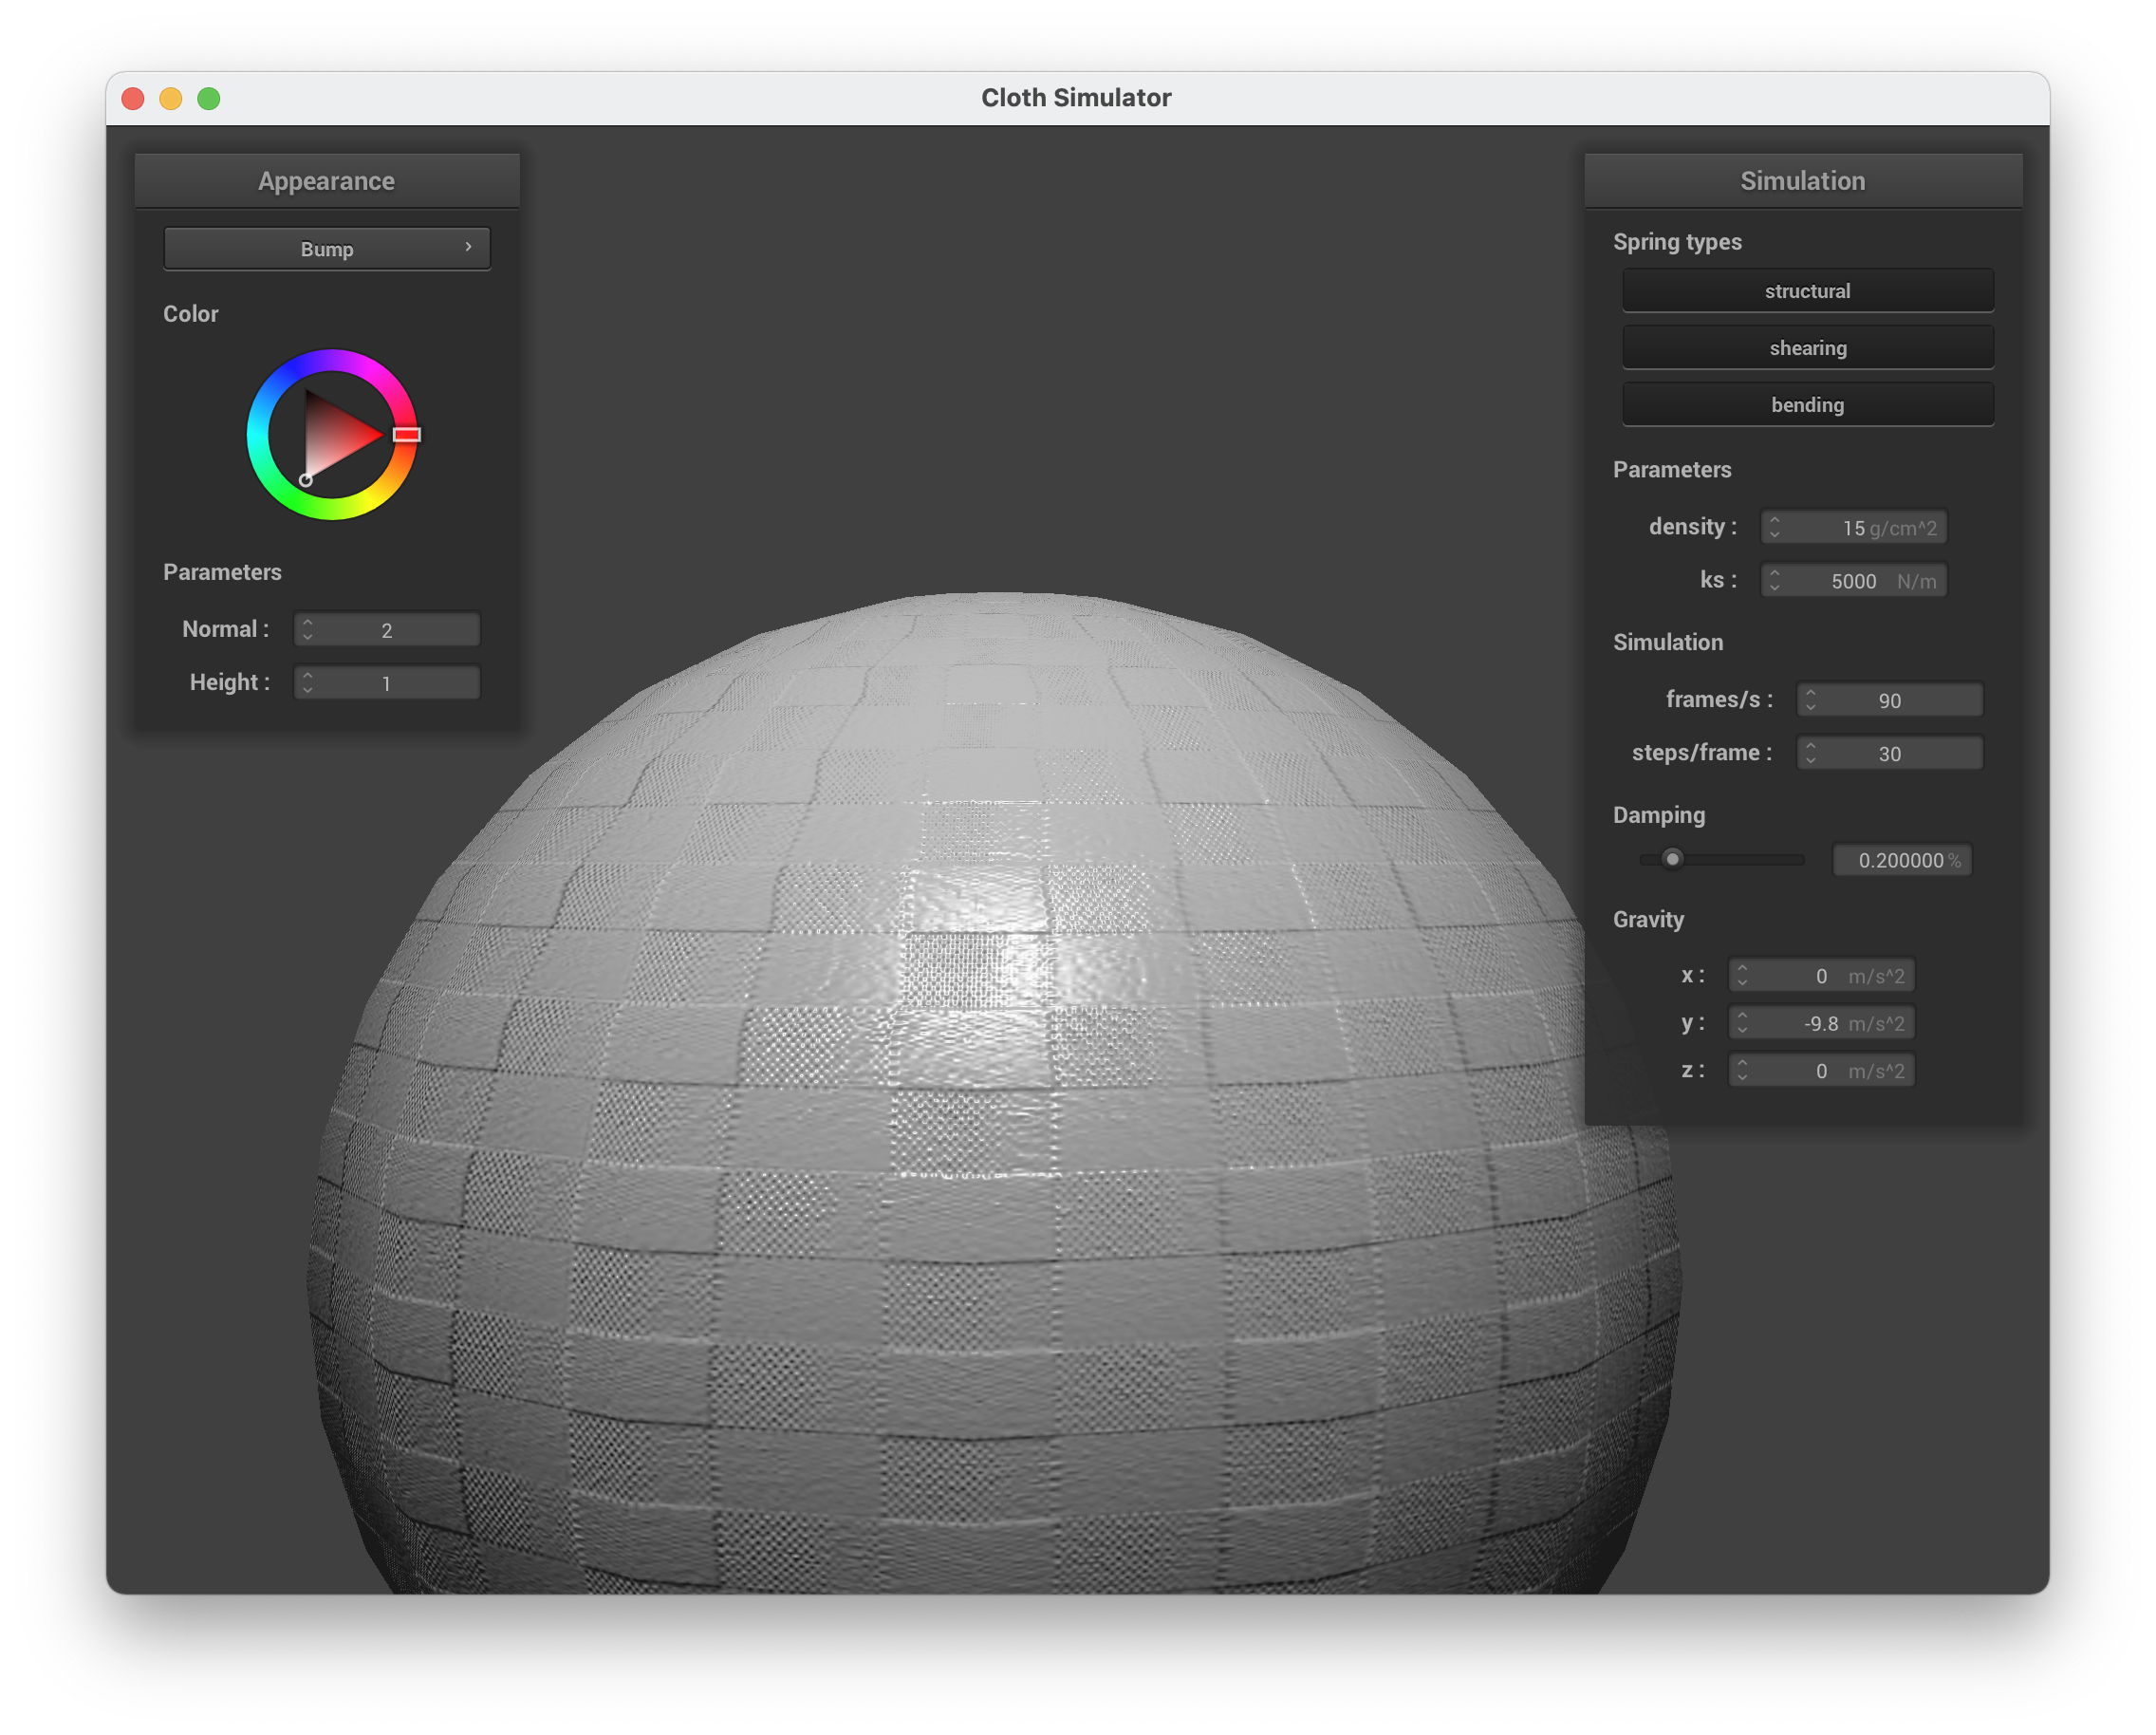 Cloth Simulator
Appearance
Bump
Color
Parameters
Normal : 2
Height : 1
Simulation
Spring types
structural
shearing
bending
Parameters
density : 15 g/cm^2
ks : 5000 N/m
Simulation
frames/s : 90
steps/frame : 30
Damping
0.200000 %
Gravity
x : 0 m/s^2
y : -9.8 m/s^2
z : 0 m/s^2